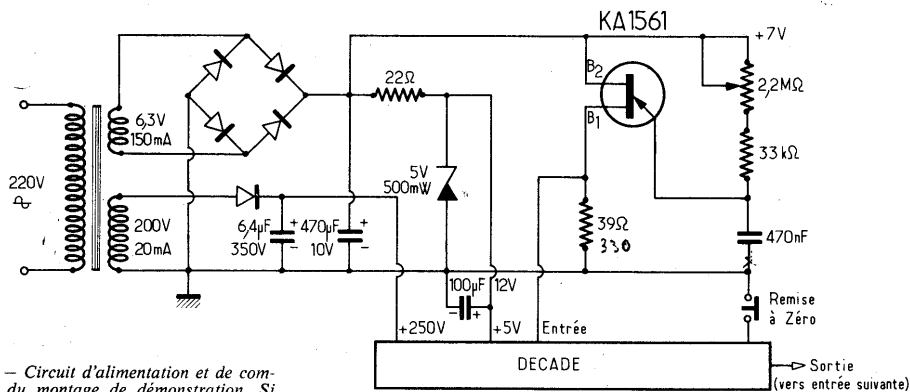 KA1561
+7V
B2
22Ω
2,2MΩ
6,3V
150mA
B1
5V
500mW
33kΩ
220V
200V
20mA
6,4µF
350V
470µF
10V
39Ω
330
470nF
100µF
12V
Remise
à Zéro
+250V
+5V
Entrée
DECADE
Sortie
(vers entrée suivante)
– Circuit d'alimentation et de com-
du montage de démonstration. Si